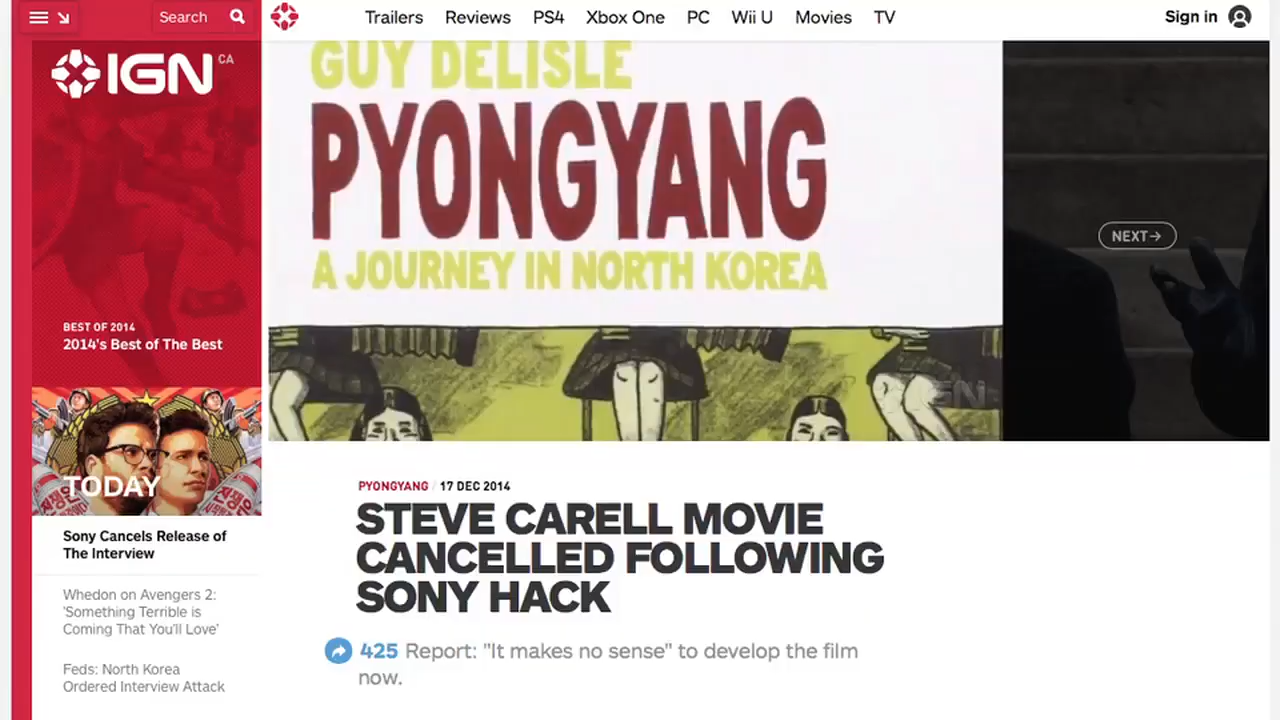 Search
Trailers Reviews PS4 Xbox One PC Wii U Movies TV
Sign in
IGN CA
BEST OF 2014
2014's Best of The Best
TODAY
Sony Cancels Release of
The Interview
Whedon on Avengers 2:
'Something Terrible is
Coming That You'll Love'
Feds: North Korea
Ordered Interview Attack
GUY DELISLE
PYONGYANG
A JOURNEY IN NORTH KOREA
IGN
NEXT→
PYONGYANG / 17 DEC 2014
STEVE CARELL MOVIE
CANCELLED FOLLOWING
SONY HACK
425 Report: "It makes no sense" to develop the film
now.